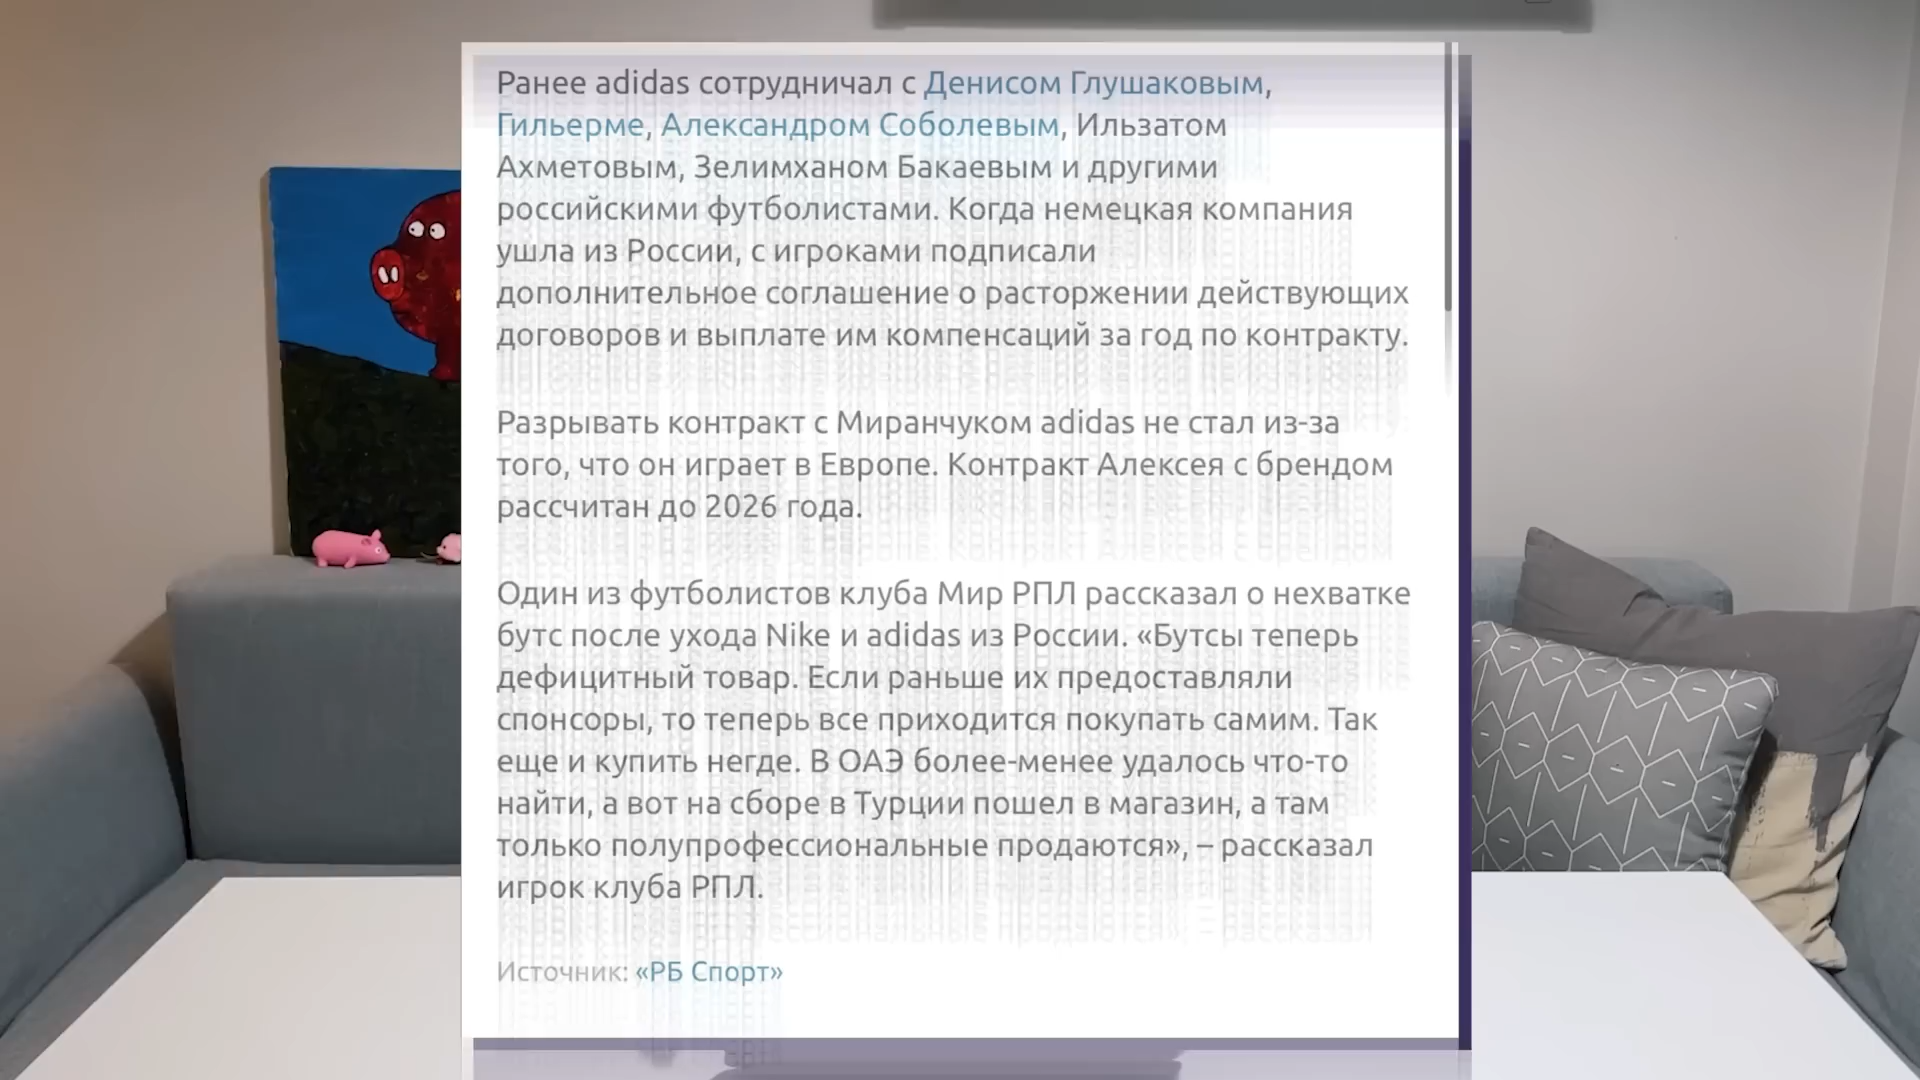 Ранее adidas сотрудничал с Денисом Глушаковым,
Гильерме, Александром Соболевым, Ильзатом
Ахметовым, Зелимханом Бакаевым и другими
российскими футболистами. Когда немецкая компания
ушла из России, с игроками подписали
дополнительное соглашение о расторжении действующих
договоров и выплате им компенсаций за год по контракту.
Разрывать контракт с Миранчуком adidas не стал из-за
того, что он играет в Европе. Контракт Алексея с брендом
рассчитан до 2026 года.
Один из футболистов клуба Мир РПЛ рассказал о нехватке
бутс после ухода Nike и adidas из России. «Бутсы теперь
дефицитный товар. Если раньше их предоставляли
спонсоры, то теперь все приходится покупать самим. Так
еще и купить негде. В ОАЭ более-менее удалось что-то
найти, а вот на сборе в Турции пошел в магазин, а там
только полупрофессиональные продаются», – рассказал
игрок клуба РПЛ.
Источник: «РБ Спорт»